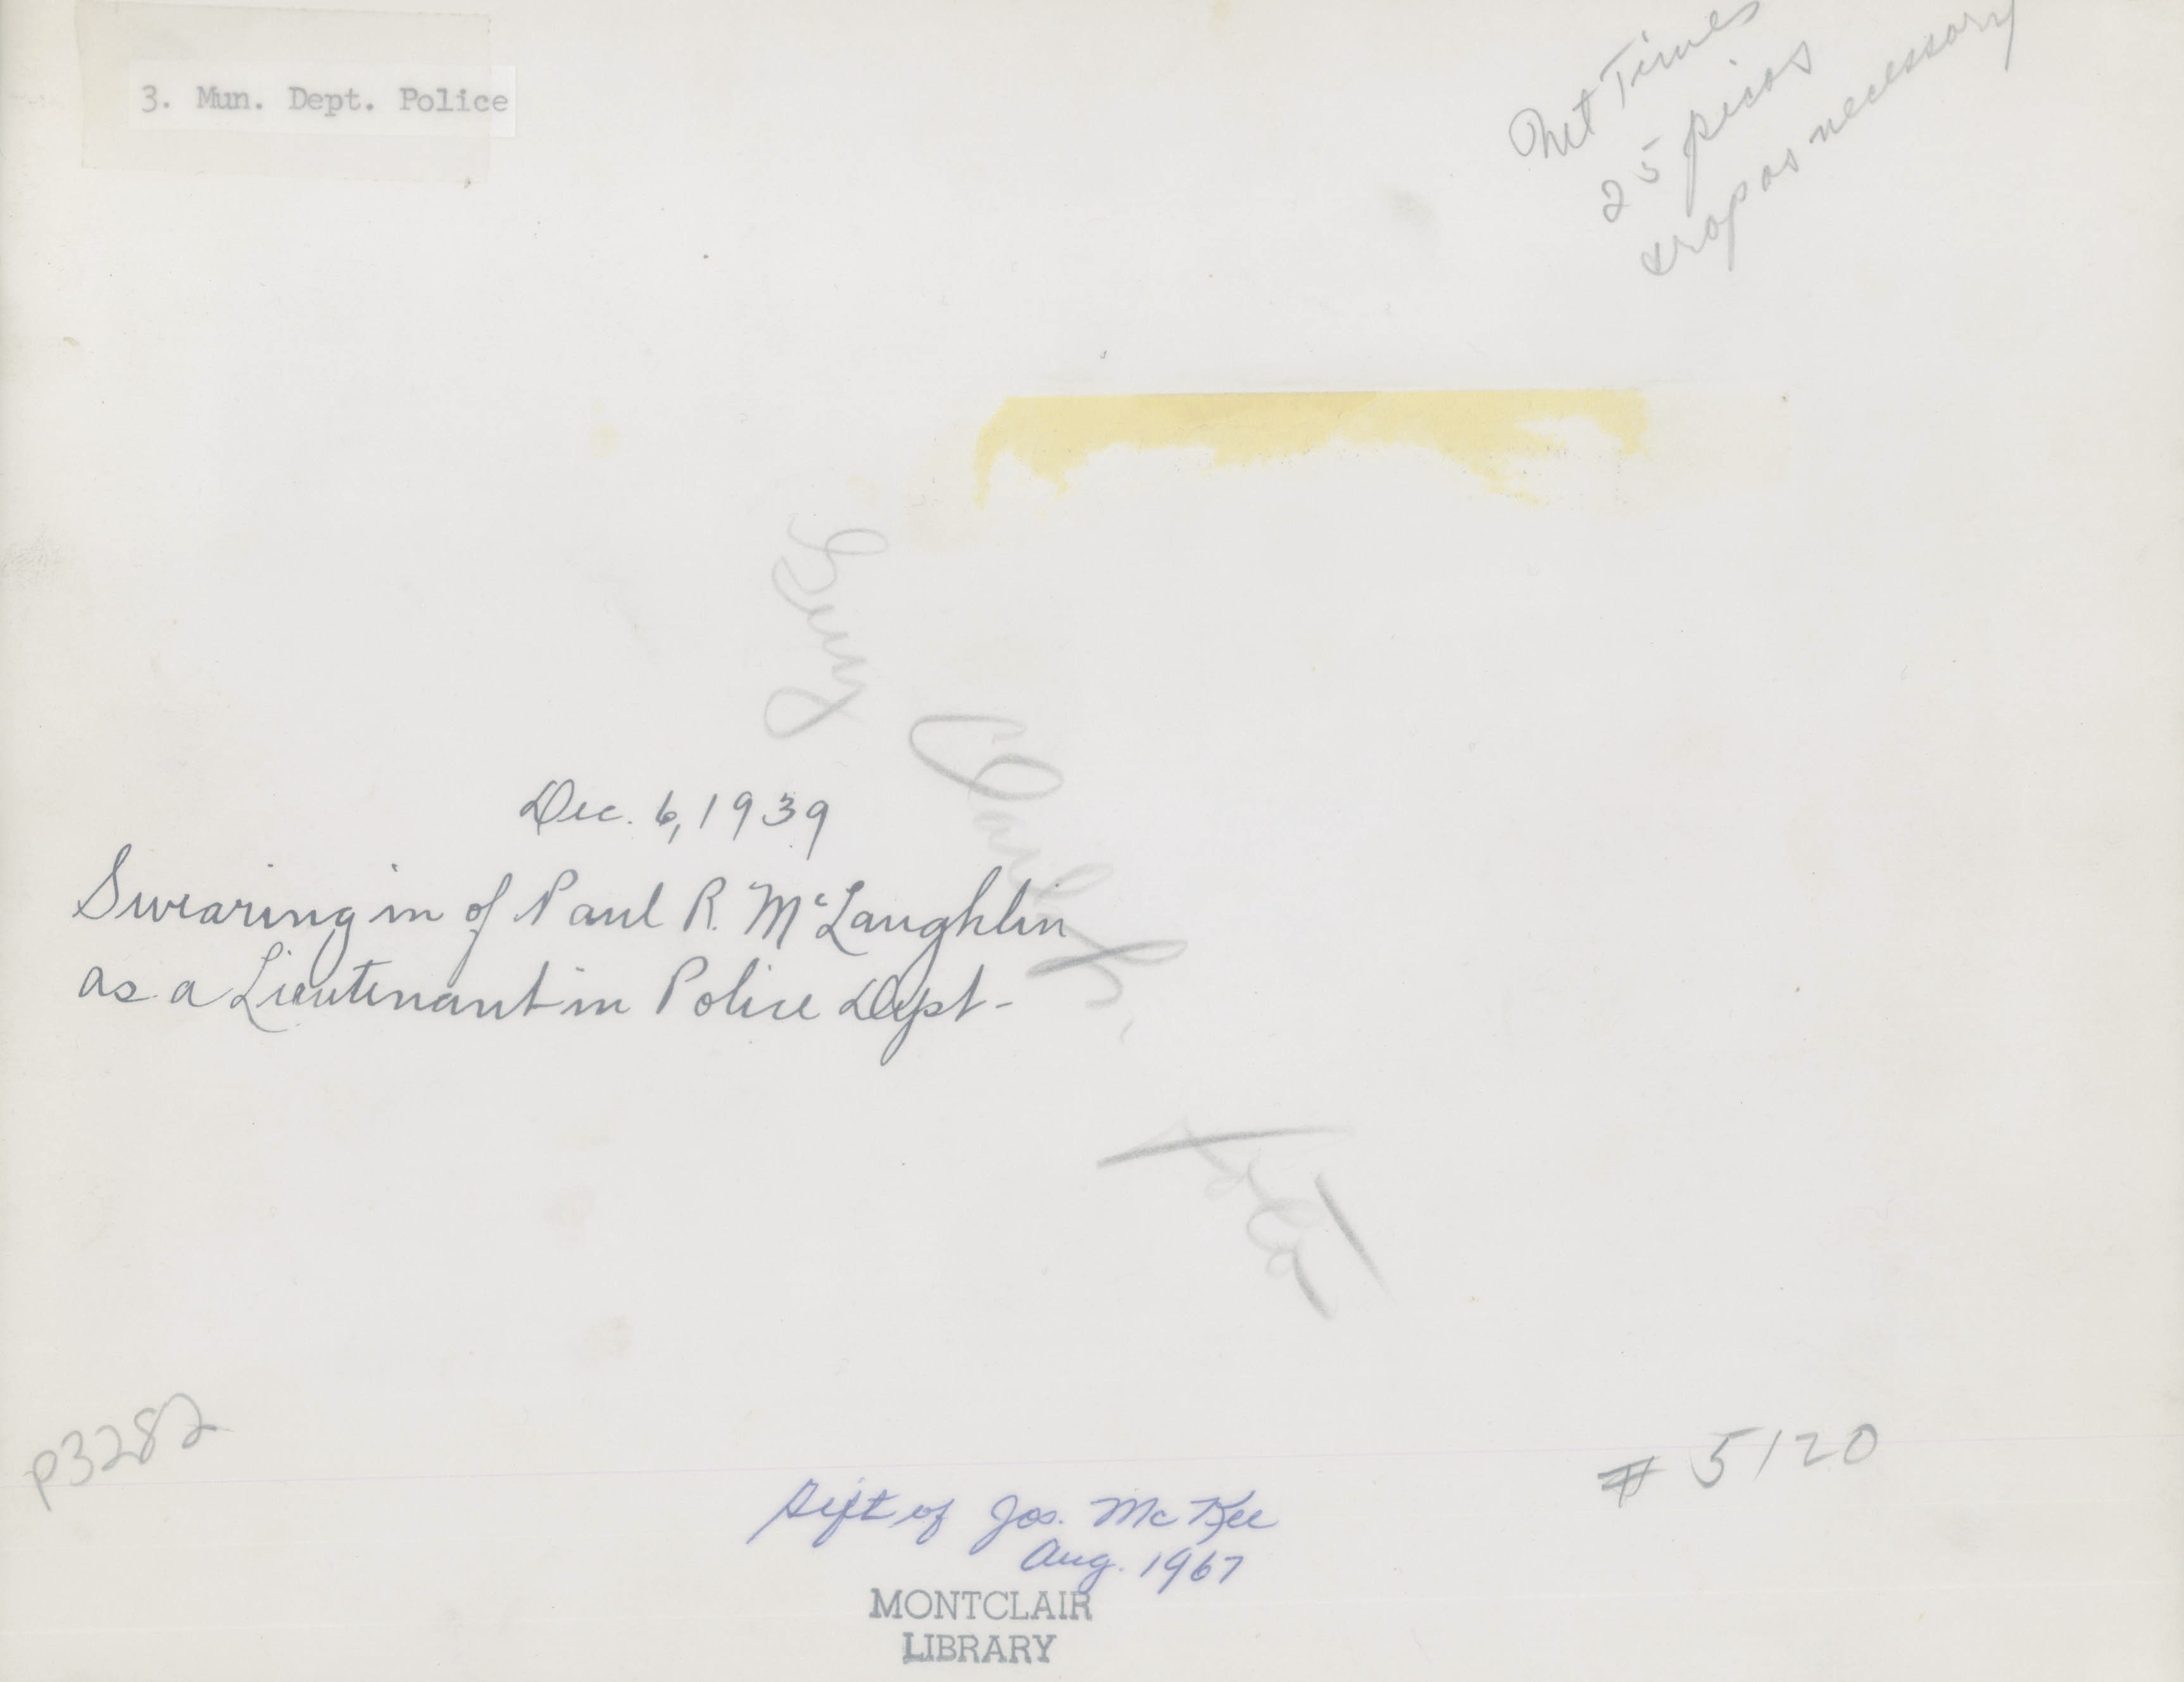 3. Mun. Dept. Police
Mt Times
25 picas
crop as necessary
Dec. 6, 1939
Swearing in of Paul R. McLaughlin
as a Lieutenant in Police Dept-
p3282
# 5120
Gift of Jos. McKee
Aug. 1967
MONTCLAIR
LIBRARY